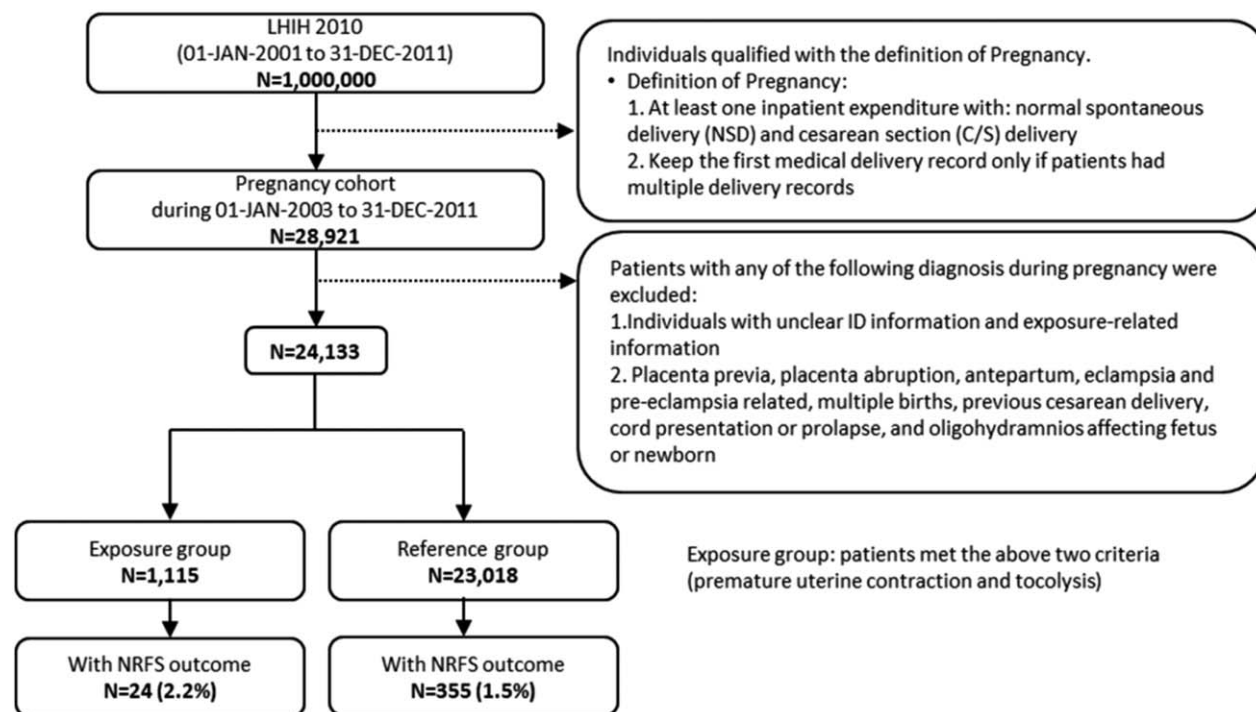 LHIH 2010
(01-JAN-2001 to 31-DEC-2011)
N=1,000,000
Individuals qualified with the definition of Pregnancy.
• Definition of Pregnancy:
1. At least one inpatient expenditure with: normal spontaneous
delivery (NSD) and cesarean section (C/S) delivery
2. Keep the first medical delivery record only if patients had
multiple delivery records
Pregnancy cohort
during 01-JAN-2003 to 31-DEC-2011
N=28,921
Patients with any of the following diagnosis during pregnancy were
excluded:
1.Individuals with unclear ID information and exposure-related
information
2. Placenta previa, placenta abruption, antepartum, eclampsia and
pre-eclampsia related, multiple births, previous cesarean delivery,
cord presentation or prolapse, and oligohydramnios affecting fetus
or newborn
N=24,133
Exposure group
N=1,115
Reference group
N=23,018
Exposure group: patients met the above two criteria
(premature uterine contraction and tocolysis)
With NRFS outcome
N=24 (2.2%)
With NRFS outcome
N=355 (1.5%)